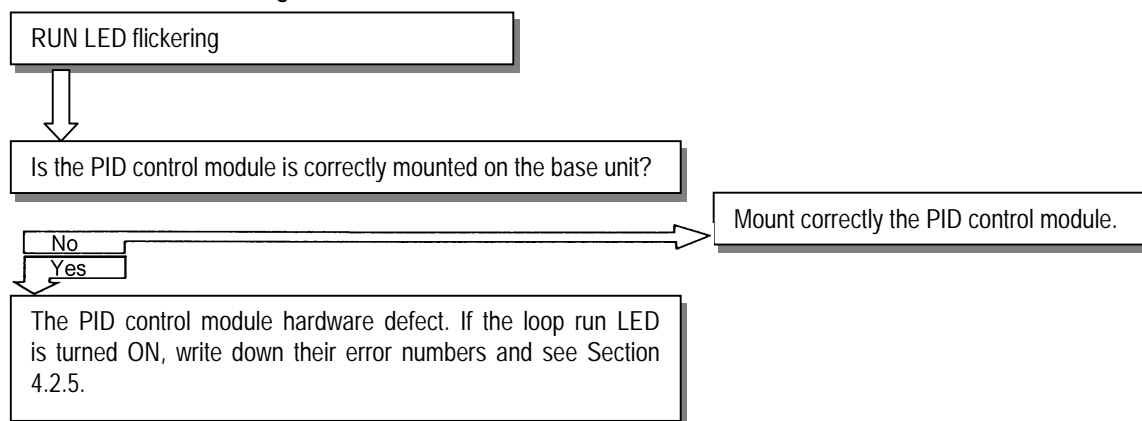 RUN LED flickering
Is the PID control module is correctly mounted on the base unit?
Mount correctly the PID control module.
No
Yes
The PID control module hardware defect. If the loop run LED
is turned ON, write down their error numbers and see Section
4.2.5.